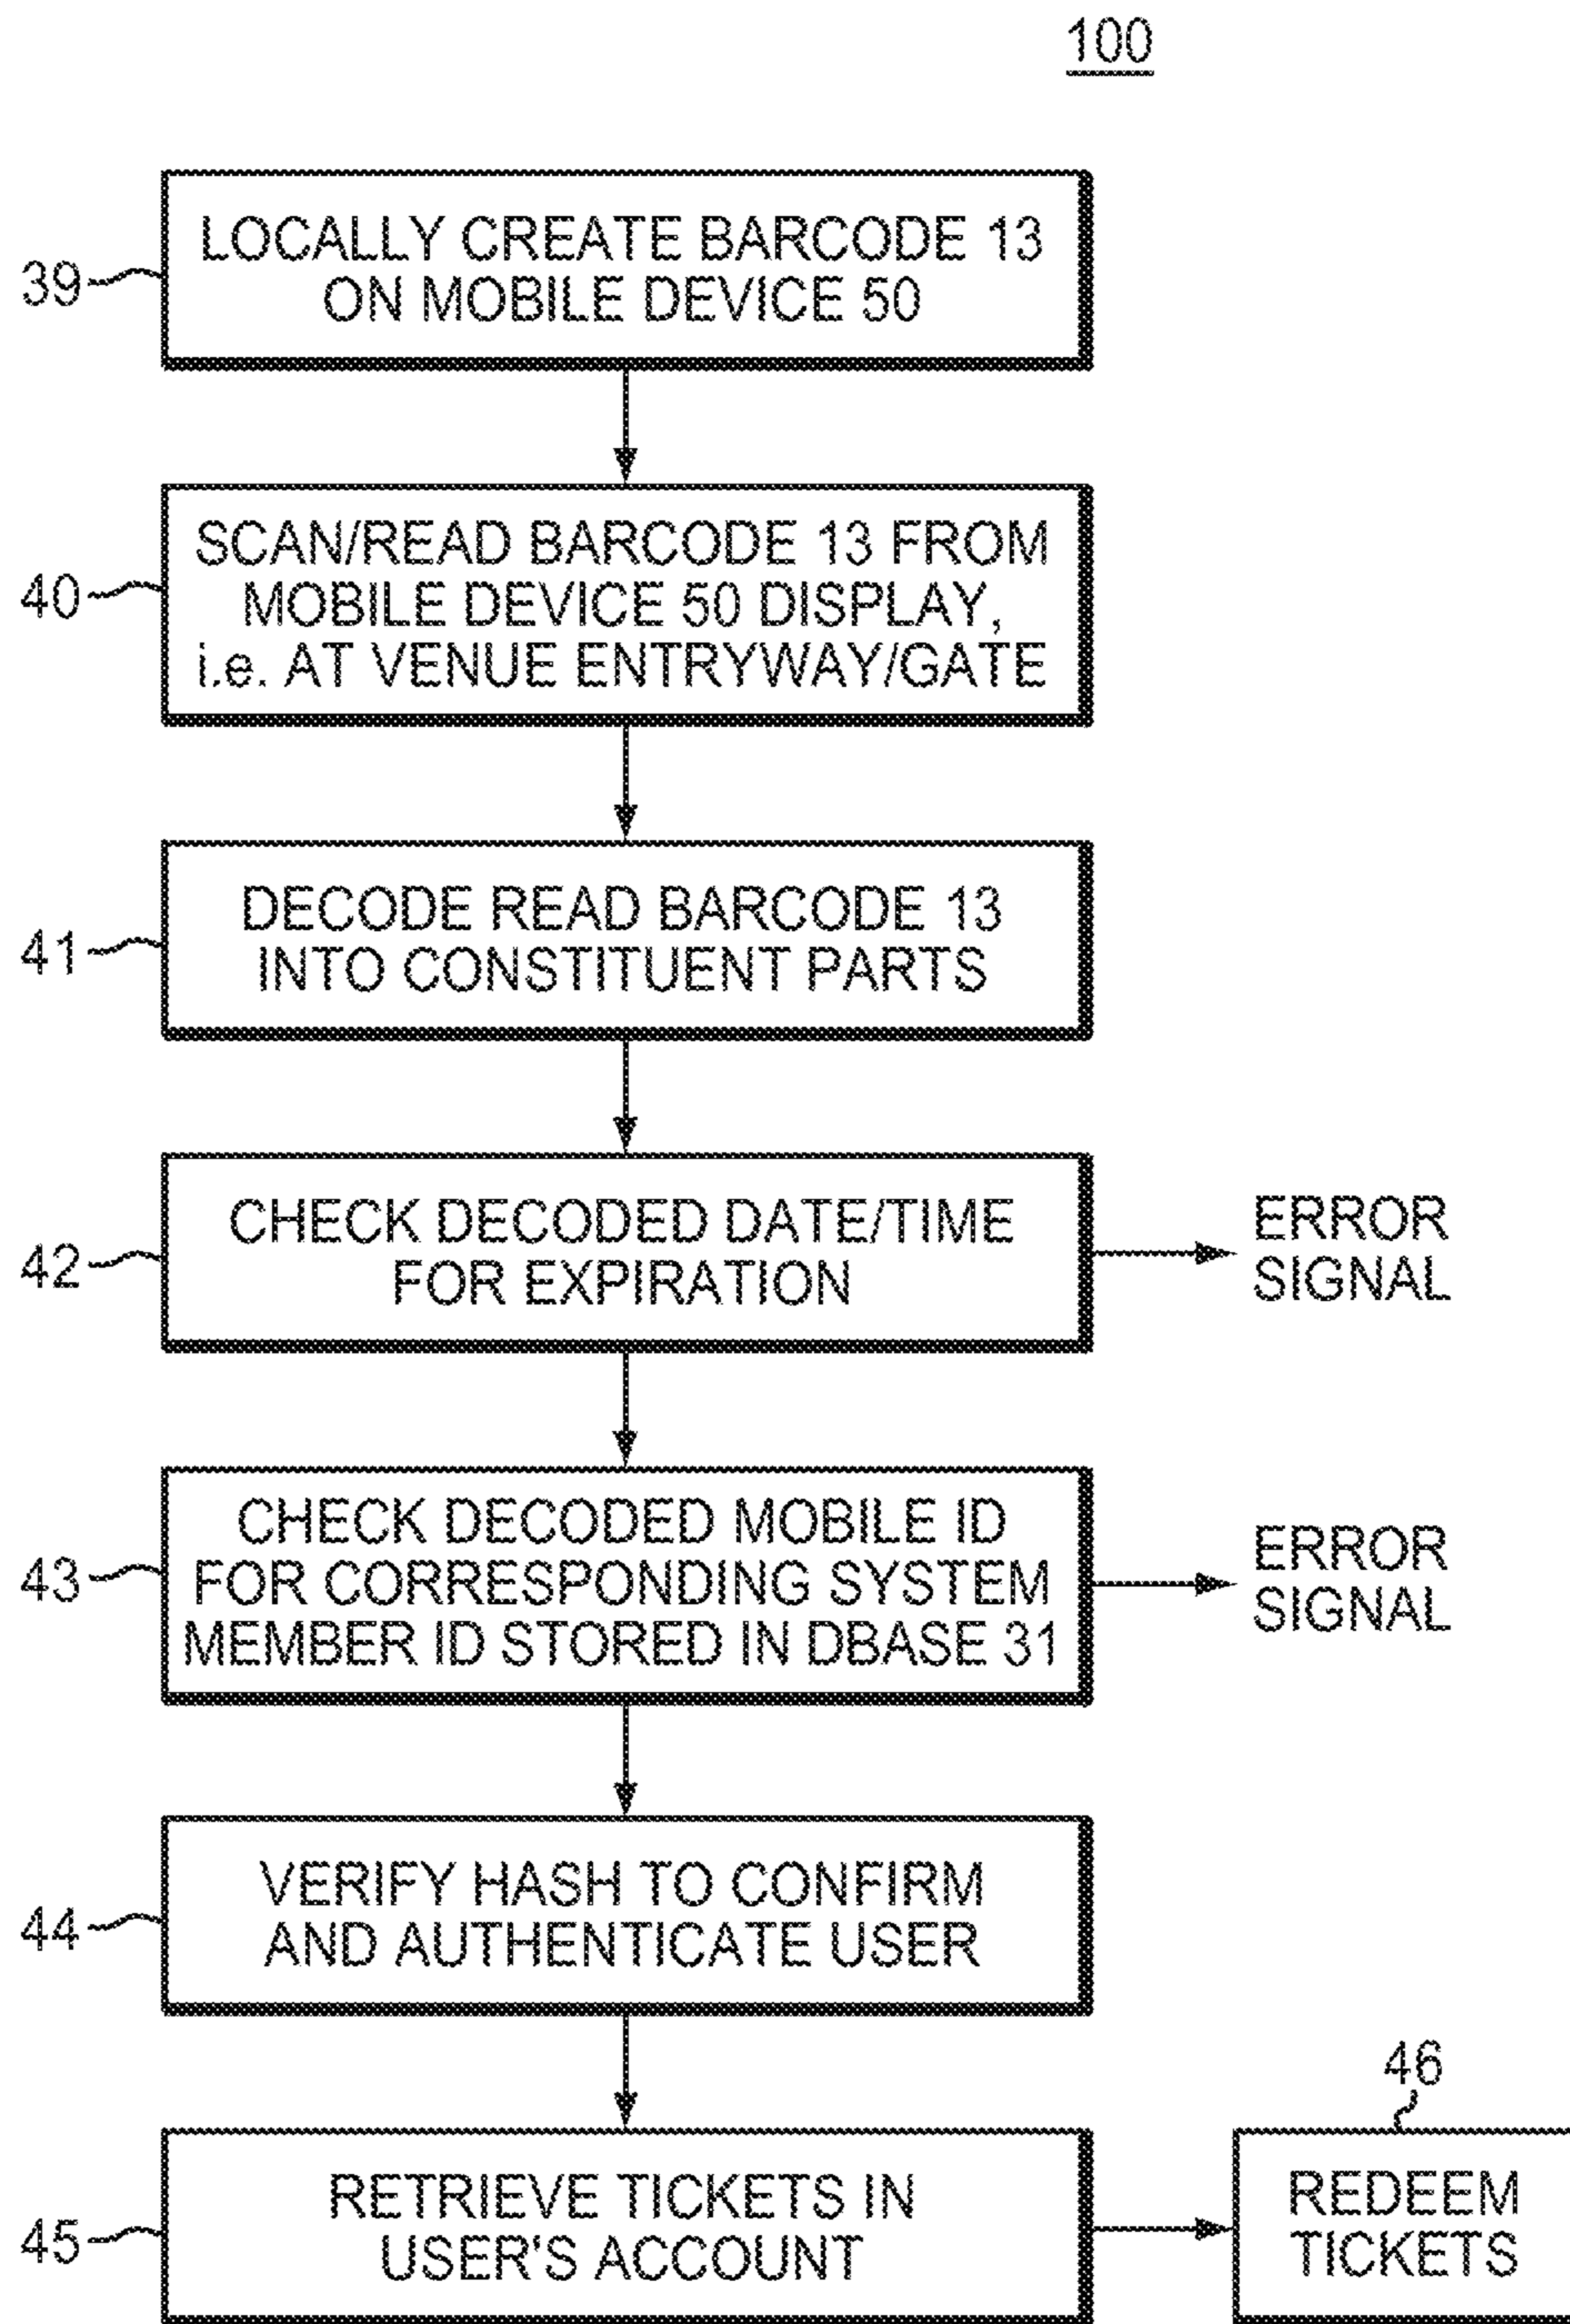 100
LOCALLY CREATE BARCODE 13
ON MOBILE DEVICE 50
39
SCAN/READ BARCODE 13 FROM
MOBILE DEVICE 50 DISPLAY,
i.e. AT VENUE ENTRYWAY/GATE
40
DECODE READ BARCODE 13
INTO CONSTITUENT PARTS
41
CHECK DECODED DATE/TIME
FOR EXPIRATION
42
ERROR
SIGNAL
CHECK DECODED MOBILE ID
FOR CORRESPONDING SYSTEM
MEMBER ID STORED IN DBASE 31
43
ERROR
SIGNAL
VERIFY HASH TO CONFIRM
AND AUTHENTICATE USER
44
RETRIEVE TICKETS IN
USER'S ACCOUNT
45
46
REDEEM
TICKETS